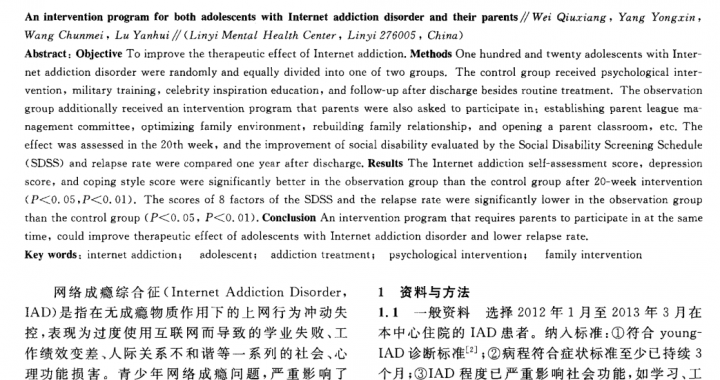 An intervention program for both adolescents with Internet addiction disorder and their parents // Wei Qiuxiang, Yang Yongxin,
Wang Chunmei, Lu Yanhui // (Linyi Mental Health Center, Linyi 276005, China)
Abstract: Objective To improve the therapeutic effect of Internet addiction. Methods One hundred and twenty adolescents with Inter-
net addiction disorder were randomly and equally divided into one of two groups. The control group received psychological inter-
vention, military training, celebrity inspiration education, and follow-up after discharge besides routine treatment. The observation
group additionally received an intervention program that parents were also asked to participate in: establishing parent league ma-
nagement committee, optimizing family environment, rebuilding family relationship, and opening a parent classroom, etc. The
effect was assessed in the 20th week, and the improvement of social disability evaluated by the Social Disability Screening Schedule
(SDSS) and relapse rate were compared one year after discharge. Results The Internet addiction self-assessment score, depression
score, and coping style score were significantly better in the observation group than the control group after 20-week intervention
(P<0.05, P<0.01). The scores of 8 factors of the SDSS and the relapse rate were significantly lower in the observation group
than the control group (P<0.05, P<0.01). Conclusion An intervention program that requires parents to participate in at the same
time, could improve therapeutic effect of adolescents with Internet addiction disorder and lower relapse rate.
Key words: internet addiction; adolescent; addiction treatment; psychological intervention; family intervention
网络成瘾综合征(Internet Addiction Disorder,
IAD)是指在无成瘾物质作用下的上网行为冲动失
控,表现为过度使用互联网而导致的学业失败、工
作绩效变差、人际关系不和谐等一系列的社会、心
理功能损害。青少年网络成瘾问题,严重影响了
1 资料与方法
1.1 一般资料 选择 2012 年 1 月至 2013 年 3 月在
本中心住院的 IAD 患者。纳入标准:①符合 young-
IAD 诊断标准[2];②病程符合症状标准至少已持续 3
个月;③IAD 程度已严重影响社会功能,如学习、工